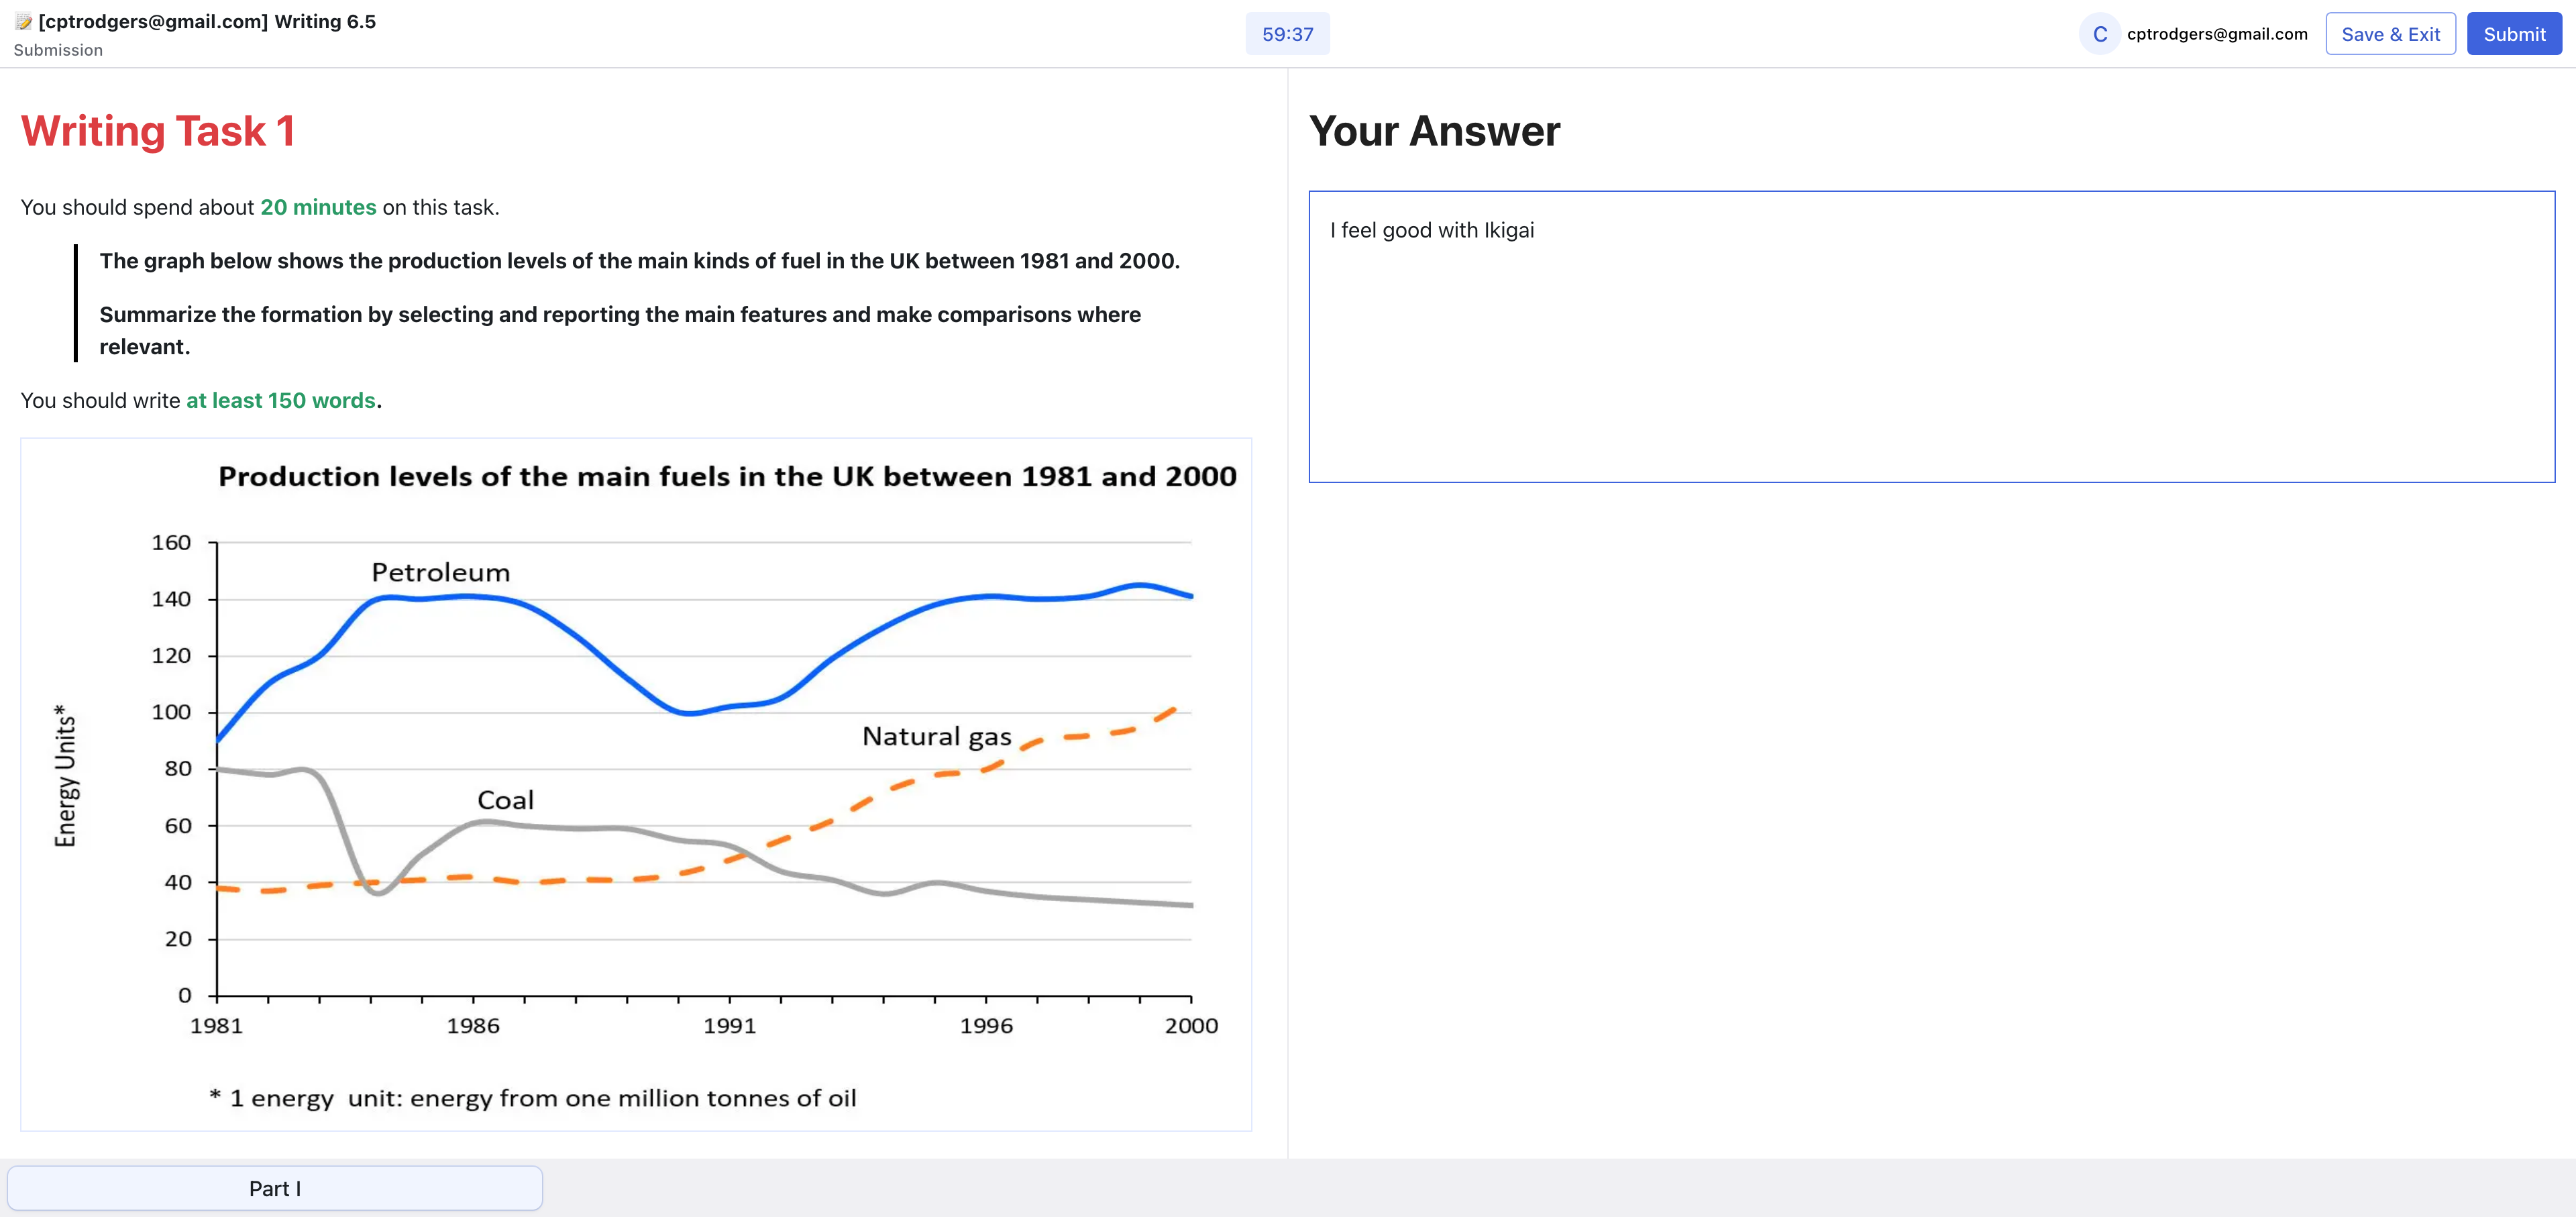 📝 [cptrodgers@gmail.com] Writing 6.5
Submission
59:37
C
cptrodgers@gmail.com
Save & Exit
Submit
Writing Task 1
You should spend about 20 minutes on this task.
The graph below shows the production levels of the main kinds of fuel in the UK between 1981 and 2000.
Summarize the formation by selecting and reporting the main features and make comparisons where
relevant.
You should write at least 150 words.
Production levels of the main fuels in the UK between 1981 and 2000
160
140
120
100
80
60
40
20
0
Energy Units*
Petroleum
Natural gas
Coal
1981
1986
1991
1996
2000
* 1 energy unit: energy from one million tonnes of oil
Your Answer
I feel good with Ikigai
Part I